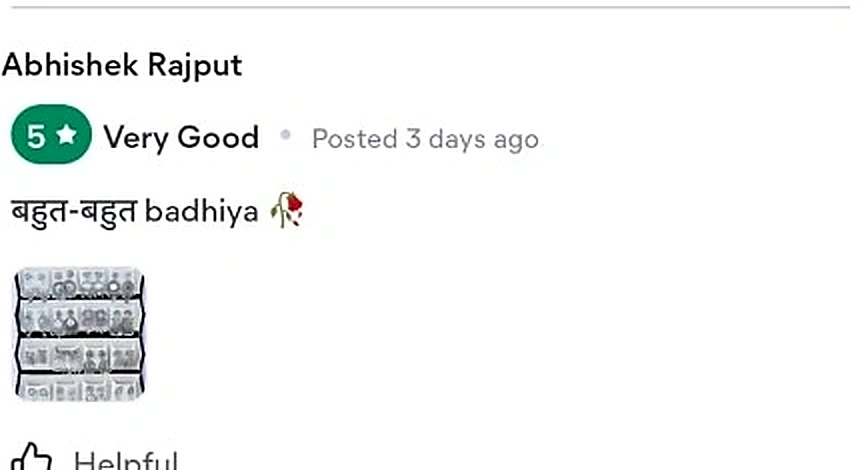 Abhishek Rajput
5 ★ Very Good • Posted 3 days ago
बहुत-बहुत badhiya 🥀
Helpful